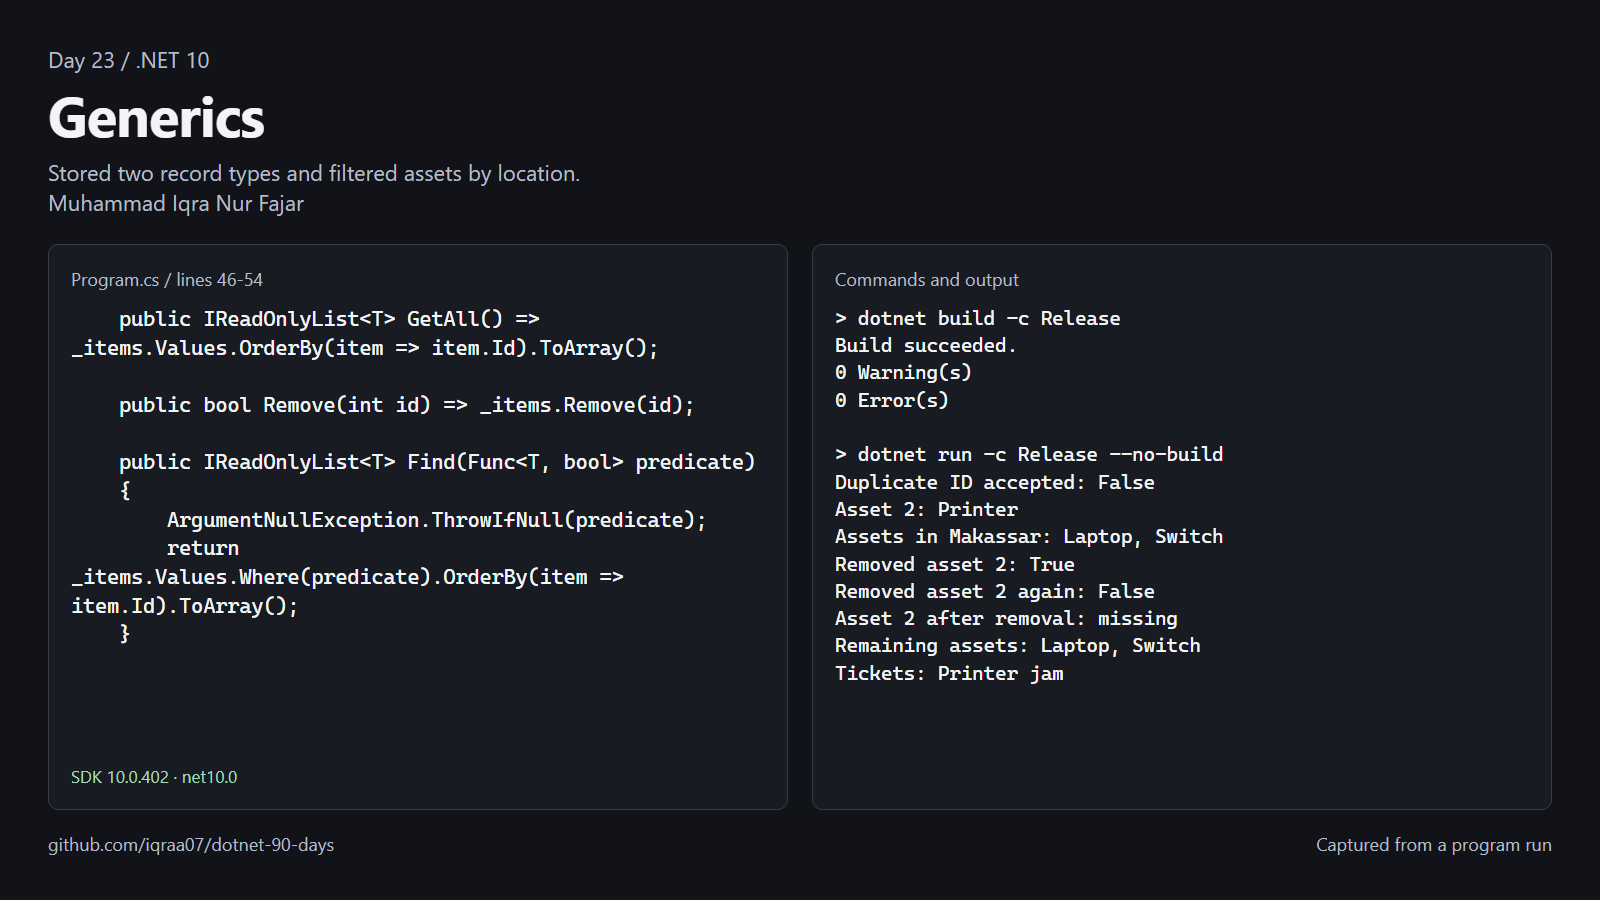 Day 23 / .NET 10
Generics
Stored two record types and filtered assets by location.
Muhammad Iqra Nur Fajar
Program.cs / lines 46-54
    public IReadOnlyList<T> GetAll() =>
_items.Values.OrderBy(item => item.Id).ToArray();
    public bool Remove(int id) => _items.Remove(id);
    public IReadOnlyList<T> Find(Func<T, bool> predicate)
    {
        ArgumentNullException.ThrowIfNull(predicate);
        return
_items.Values.Where(predicate).OrderBy(item =>
item.Id).ToArray();
    }
SDK 10.0.402 · net10.0
Commands and output
> dotnet build -c Release
Build succeeded.
0 Warning(s)
0 Error(s)
> dotnet run -c Release --no-build
Duplicate ID accepted: False
Asset 2: Printer
Assets in Makassar: Laptop, Switch
Removed asset 2: True
Removed asset 2 again: False
Asset 2 after removal: missing
Remaining assets: Laptop, Switch
Tickets: Printer jam
github.com/iqraa07/dotnet-90-days
Captured from a program run